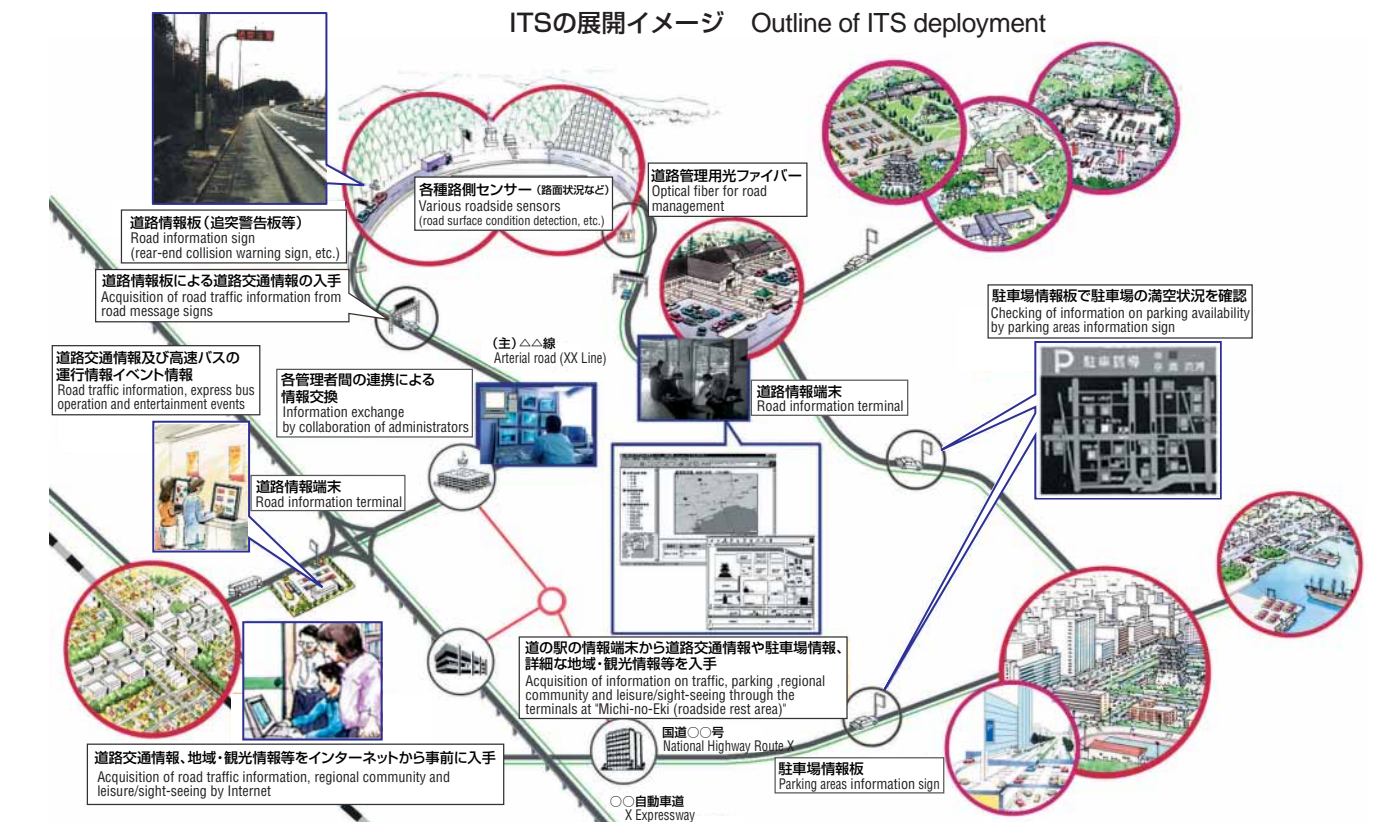 ITSの展開イメージ Outline of ITS deployment
道路情報板（追突警告板等）
Road information sign
(rear-end collision warning sign, etc.)
各種路側センサー（路面状況など）
Various roadside sensors
(road surface condition detection, etc.)
道路管理用光ファイバー
Optical fiber for road
management
道路情報板による道路交通情報の入手
Acquisition of road traffic information from
road message signs
駐車場情報板で駐車場の満空状況を確認
Checking of information on parking availability
by parking areas information sign
P 駐車誘導
（主）△△線
Arterial road (XX Line)
道路交通情報及び高速バスの
運行情報イベント情報
Road traffic information, express bus
operation and entertainment events
各管理者間の連携による
情報交換
Information exchange
by collaboration of administrators
道路情報端末
Road information terminal
道路情報端末
Road information terminal
道の駅の情報端末から道路交通情報や駐車場情報、
詳細な地域・観光情報等を入手
Acquisition of information on traffic, parking ,regional
community and leisure/sight-seeing through the
terminals at "Michi-no-Eki (roadside rest area)"
国道○○号
National Highway Route X
道路交通情報、地域・観光情報等をインターネットから事前に入手
Acquisition of road traffic information, regional community and
leisure/sight-seeing by Internet
駐車場情報板
Parking areas information sign
○○自動車道
X Expressway